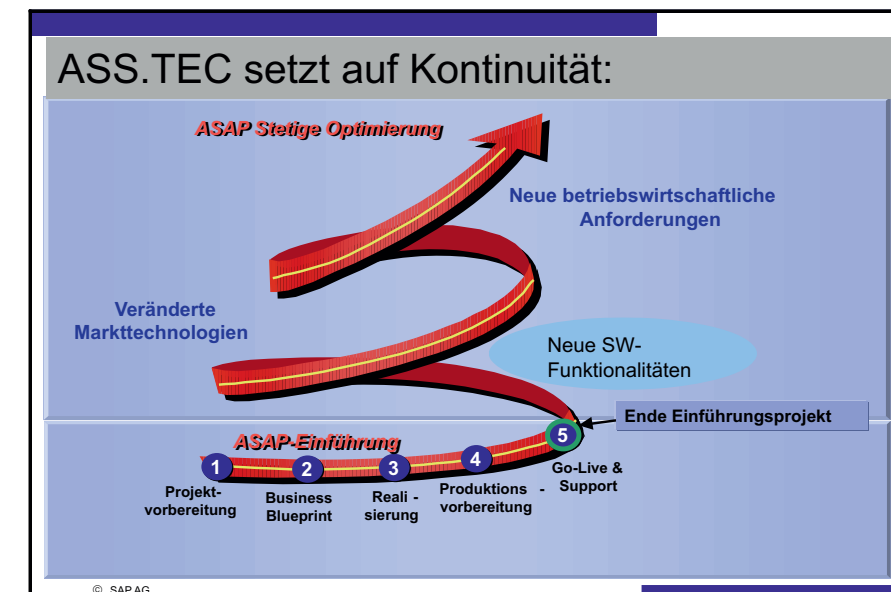 ASS.TEC setzt auf Kontinuität:
ASAP Stetige Optimierung
Neue betriebswirtschaftliche
Anforderungen
Veränderte
Markttechnologien
Neue SW-
Funktionalitäten
Ende Einführungsprojekt
ASAP-Einführung
1
2
3
4
5
Projekt-
vorbereitung
Business
Blueprint
Reali -
sierung
Produktions -
vorbereitung
Go-Live &
Support
© SAP AG